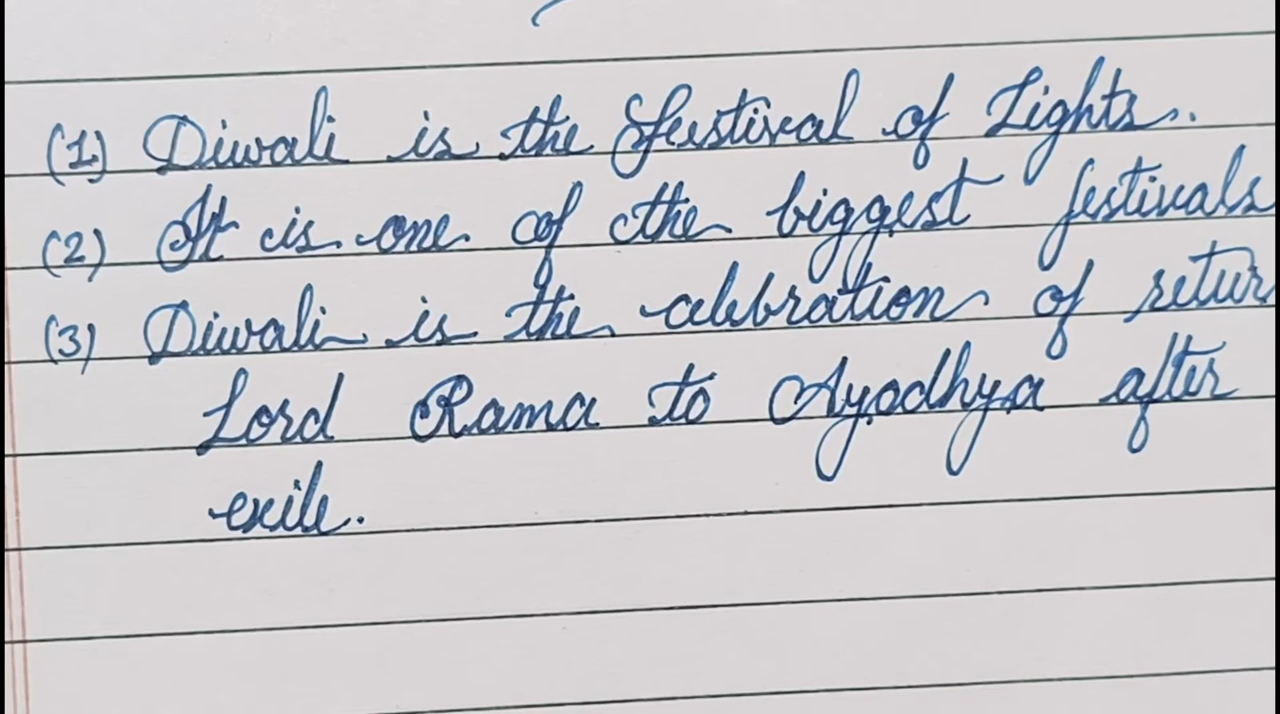 (1) Diwali is the festival of Lights.
(2) It is one of the biggest festivals
(3) Diwali is the celebration of retur
Lord Rama to Ayodhya after
exile.